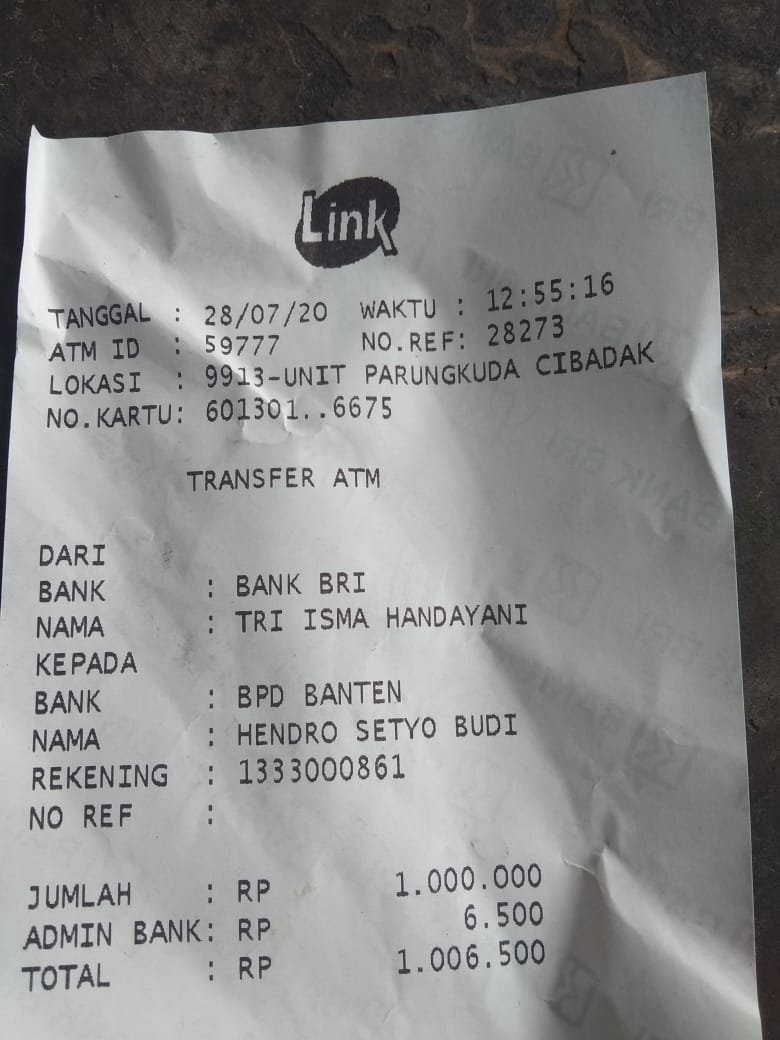 Link
TANGGAL : 28/07/20 WAKTU : 12:55:16
ATM ID : 59777 NO.REF: 28273
LOKASI : 9913-UNIT PARUNGKUDA CIBADAK
NO.KARTU: 601301..6675
TRANSFER ATM
DARI
BANK : BANK BRI
NAMA : TRI ISMA HANDAYANI
KEPADA
BANK : BPD BANTEN
NAMA : HENDRO SETYO BUDI
REKENING : 1333000861
NO REF :
JUMLAH : RP 1.000.000
ADMIN BANK: RP 6.500
TOTAL : RP 1.006.500